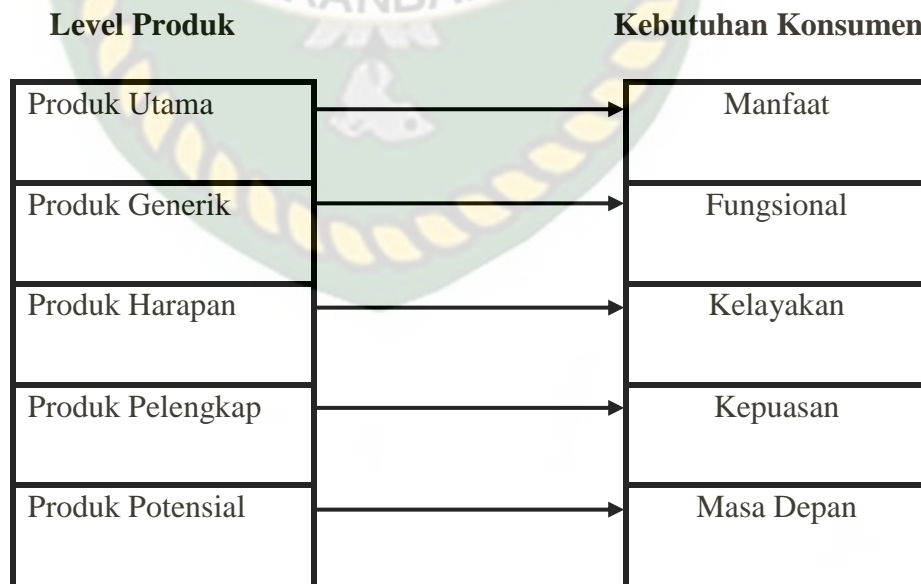 Level Produk
Kebutuhan Konsumen
Produk Utama
Manfaat
Produk Generik
Fungsional
Produk Harapan
Kelayakan
Produk Pelengkap
Kepuasan
Produk Potensial
Masa Depan